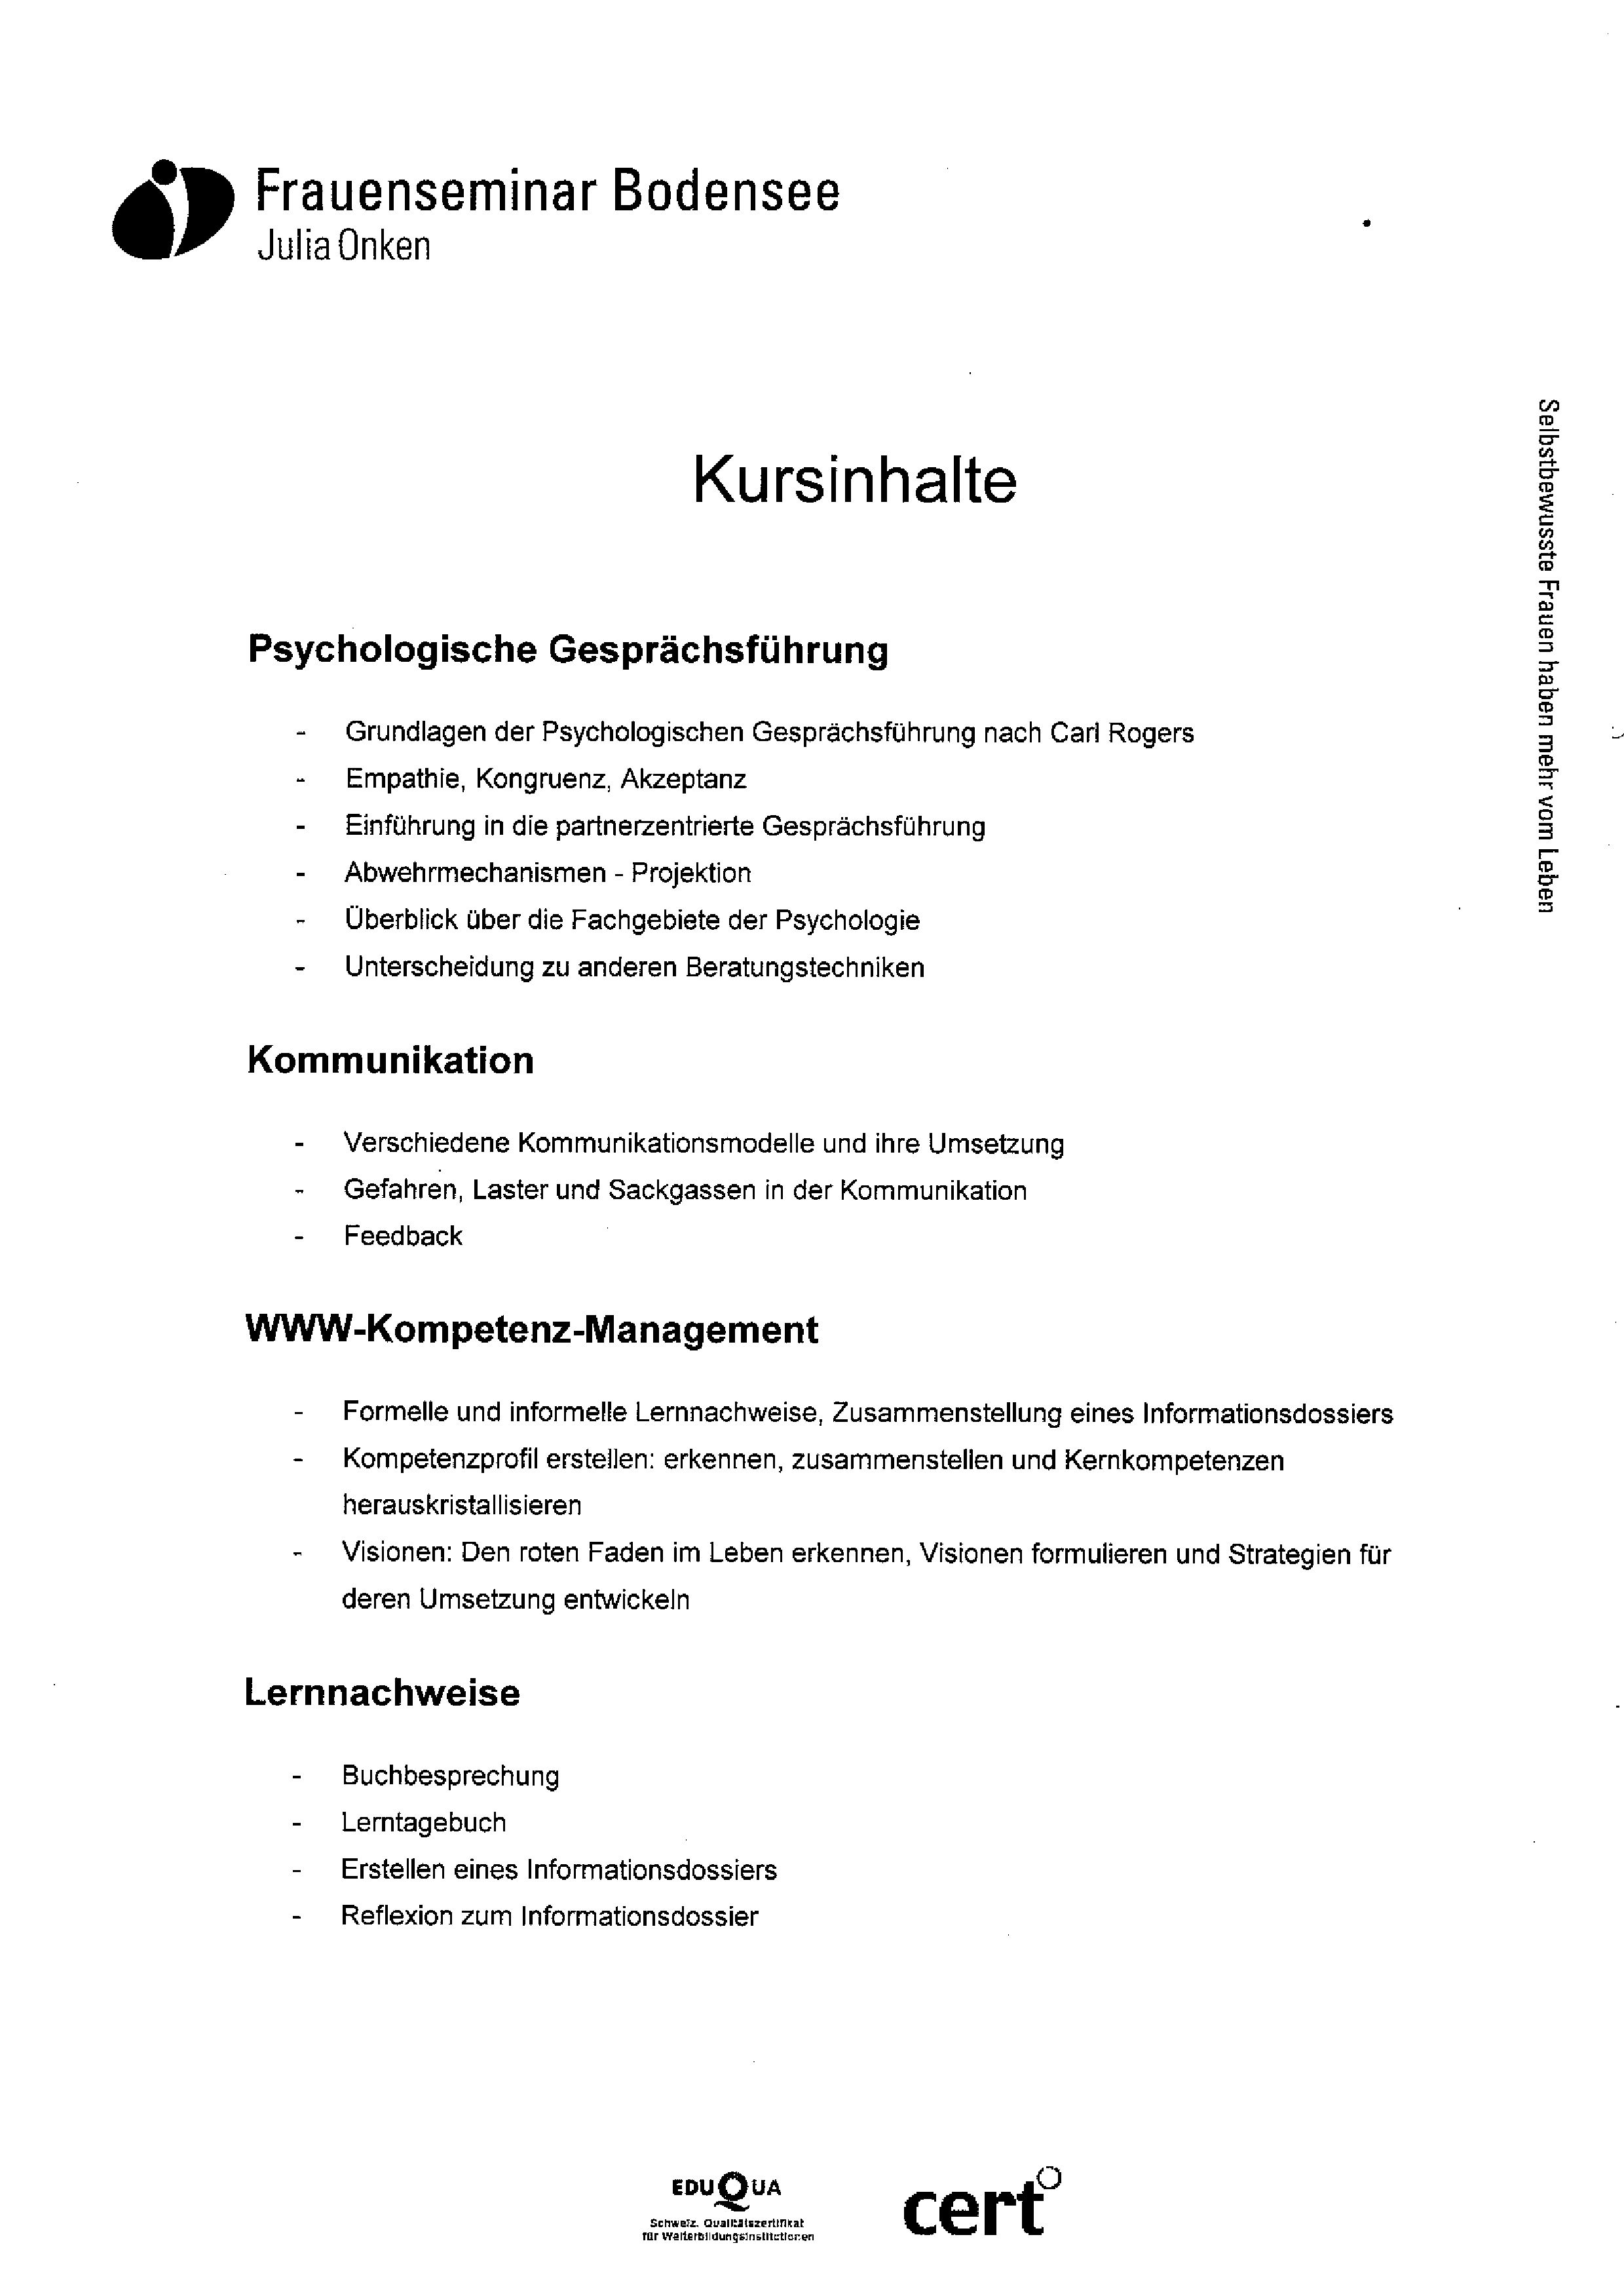 Frauenseminar Bodensee
Julia Onken
Selbstbewusste Frauen haben mehr vom Leben
Kursinhalte
Psychologische Gesprächsführung
- Grundlagen der Psychologischen Gesprächsführung nach Carl Rogers
- Empathie, Kongruenz, Akzeptanz
- Einführung in die partnerzentrierte Gesprächsführung
- Abwehrmechanismen - Projektion
- Überblick über die Fachgebiete der Psychologie
- Unterscheidung zu anderen Beratungstechniken
Kommunikation
- Verschiedene Kommunikationsmodelle und ihre Umsetzung
- Gefahren, Laster und Sackgassen in der Kommunikation
- Feedback
WWW-Kompetenz-Management
- Formelle und informelle Lernnachweise, Zusammenstellung eines Informationsdossiers
- Kompetenzprofil erstellen: erkennen, zusammenstellen und Kernkompetenzen
herauskristallisieren
- Visionen: Den roten Faden im Leben erkennen, Visionen formulieren und Strategien für
deren Umsetzung entwickeln
Lernnachweise
- Buchbesprechung
- Lerntagebuch
- Erstellen eines Informationsdossiers
- Reflexion zum Informationsdossier
EDUQUA
Schweiz. Qualitätszertifikat
für Weiterbildungsinstitutionen
cert